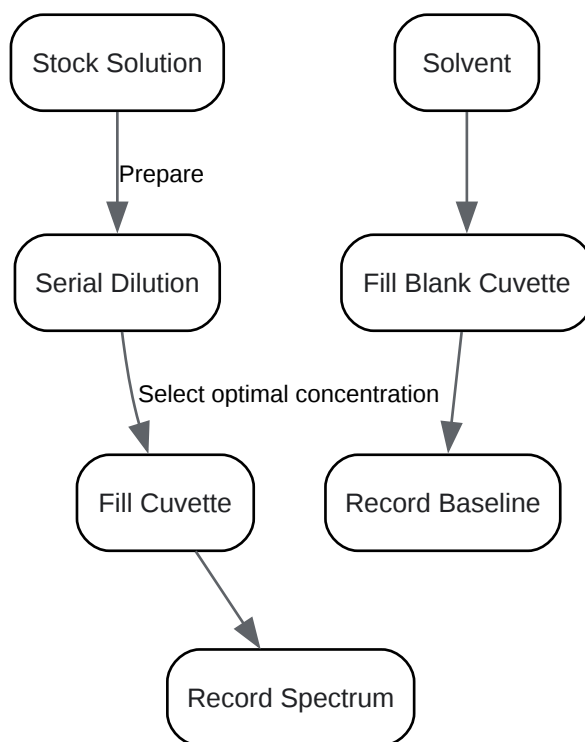 Stock Solution
Solvent
Prepare
Serial Dilution
Fill Blank Cuvette
Select optimal concentration
Fill Cuvette
Record Baseline
Record Spectrum